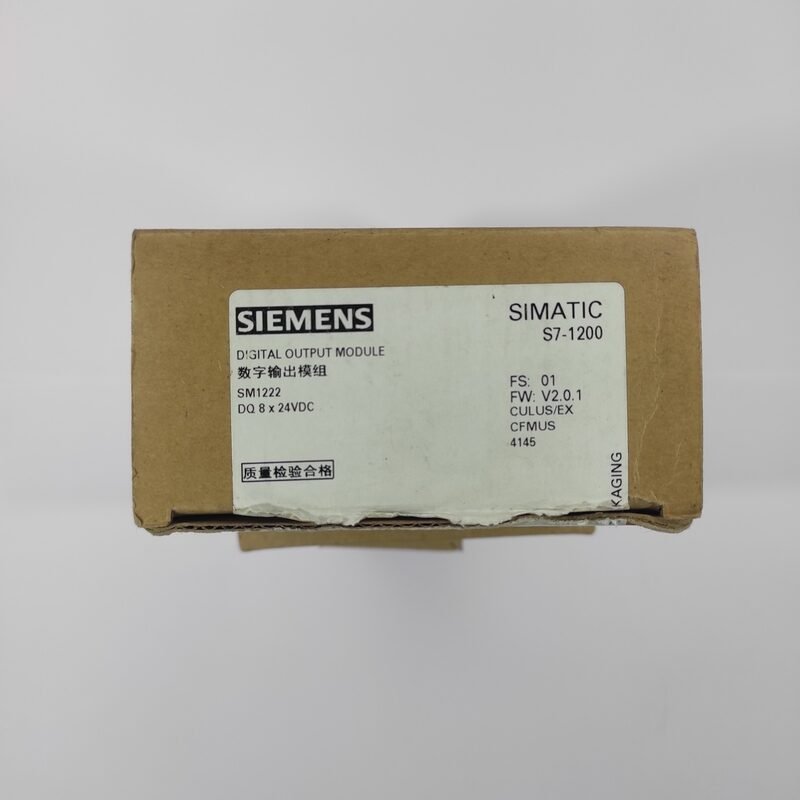 SIEMENS
DIGITAL OUTPUT MODULE
数字输出模组
SM1222
DQ 8 x 24VDC
质量检验合格
SIMATIC
S7-1200
FS: 01
FW: V2.0.1
CULUS/EX
CFMUS
4145
KAGING